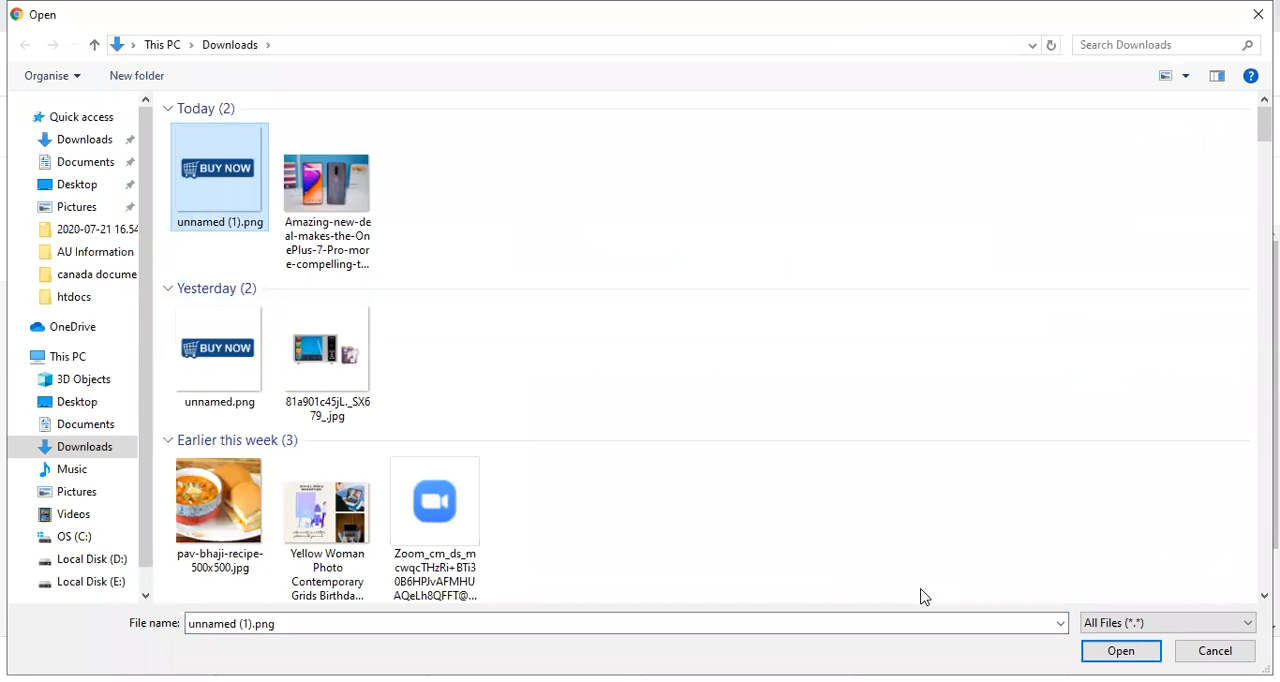 Open
This PC > Downloads >
Search Downloads
Organise
New folder
Quick access
Downloads
Documents
Desktop
Pictures
2020-07-21 16.54
AU Information
canada docume
htdocs
OneDrive
This PC
3D Objects
Desktop
Documents
Downloads
Music
Pictures
Videos
OS (C:)
Local Disk (D:)
Local Disk (E:)
Today (2)
BUY NOW
unnamed (1).png
Amazing-new-de
al-makes-the-On
ePlus-7-Pro-mor
e-compelling-t...
Yesterday (2)
BUY NOW
unnamed.png
81a901c45jL._SX6
79_.jpg
Earlier this week (3)
pav-bhaji-recipe-
500x500.jpg
Yellow Woman
Photo
Contemporary
Grids Birthda...
Zoom_cm_ds_m
cwqcTHzRi+BTi3
0B6HPJvAFMHU
AQeLh8QFFT@...
File name:
unnamed (1).png
All Files (*.*)
Open
Cancel